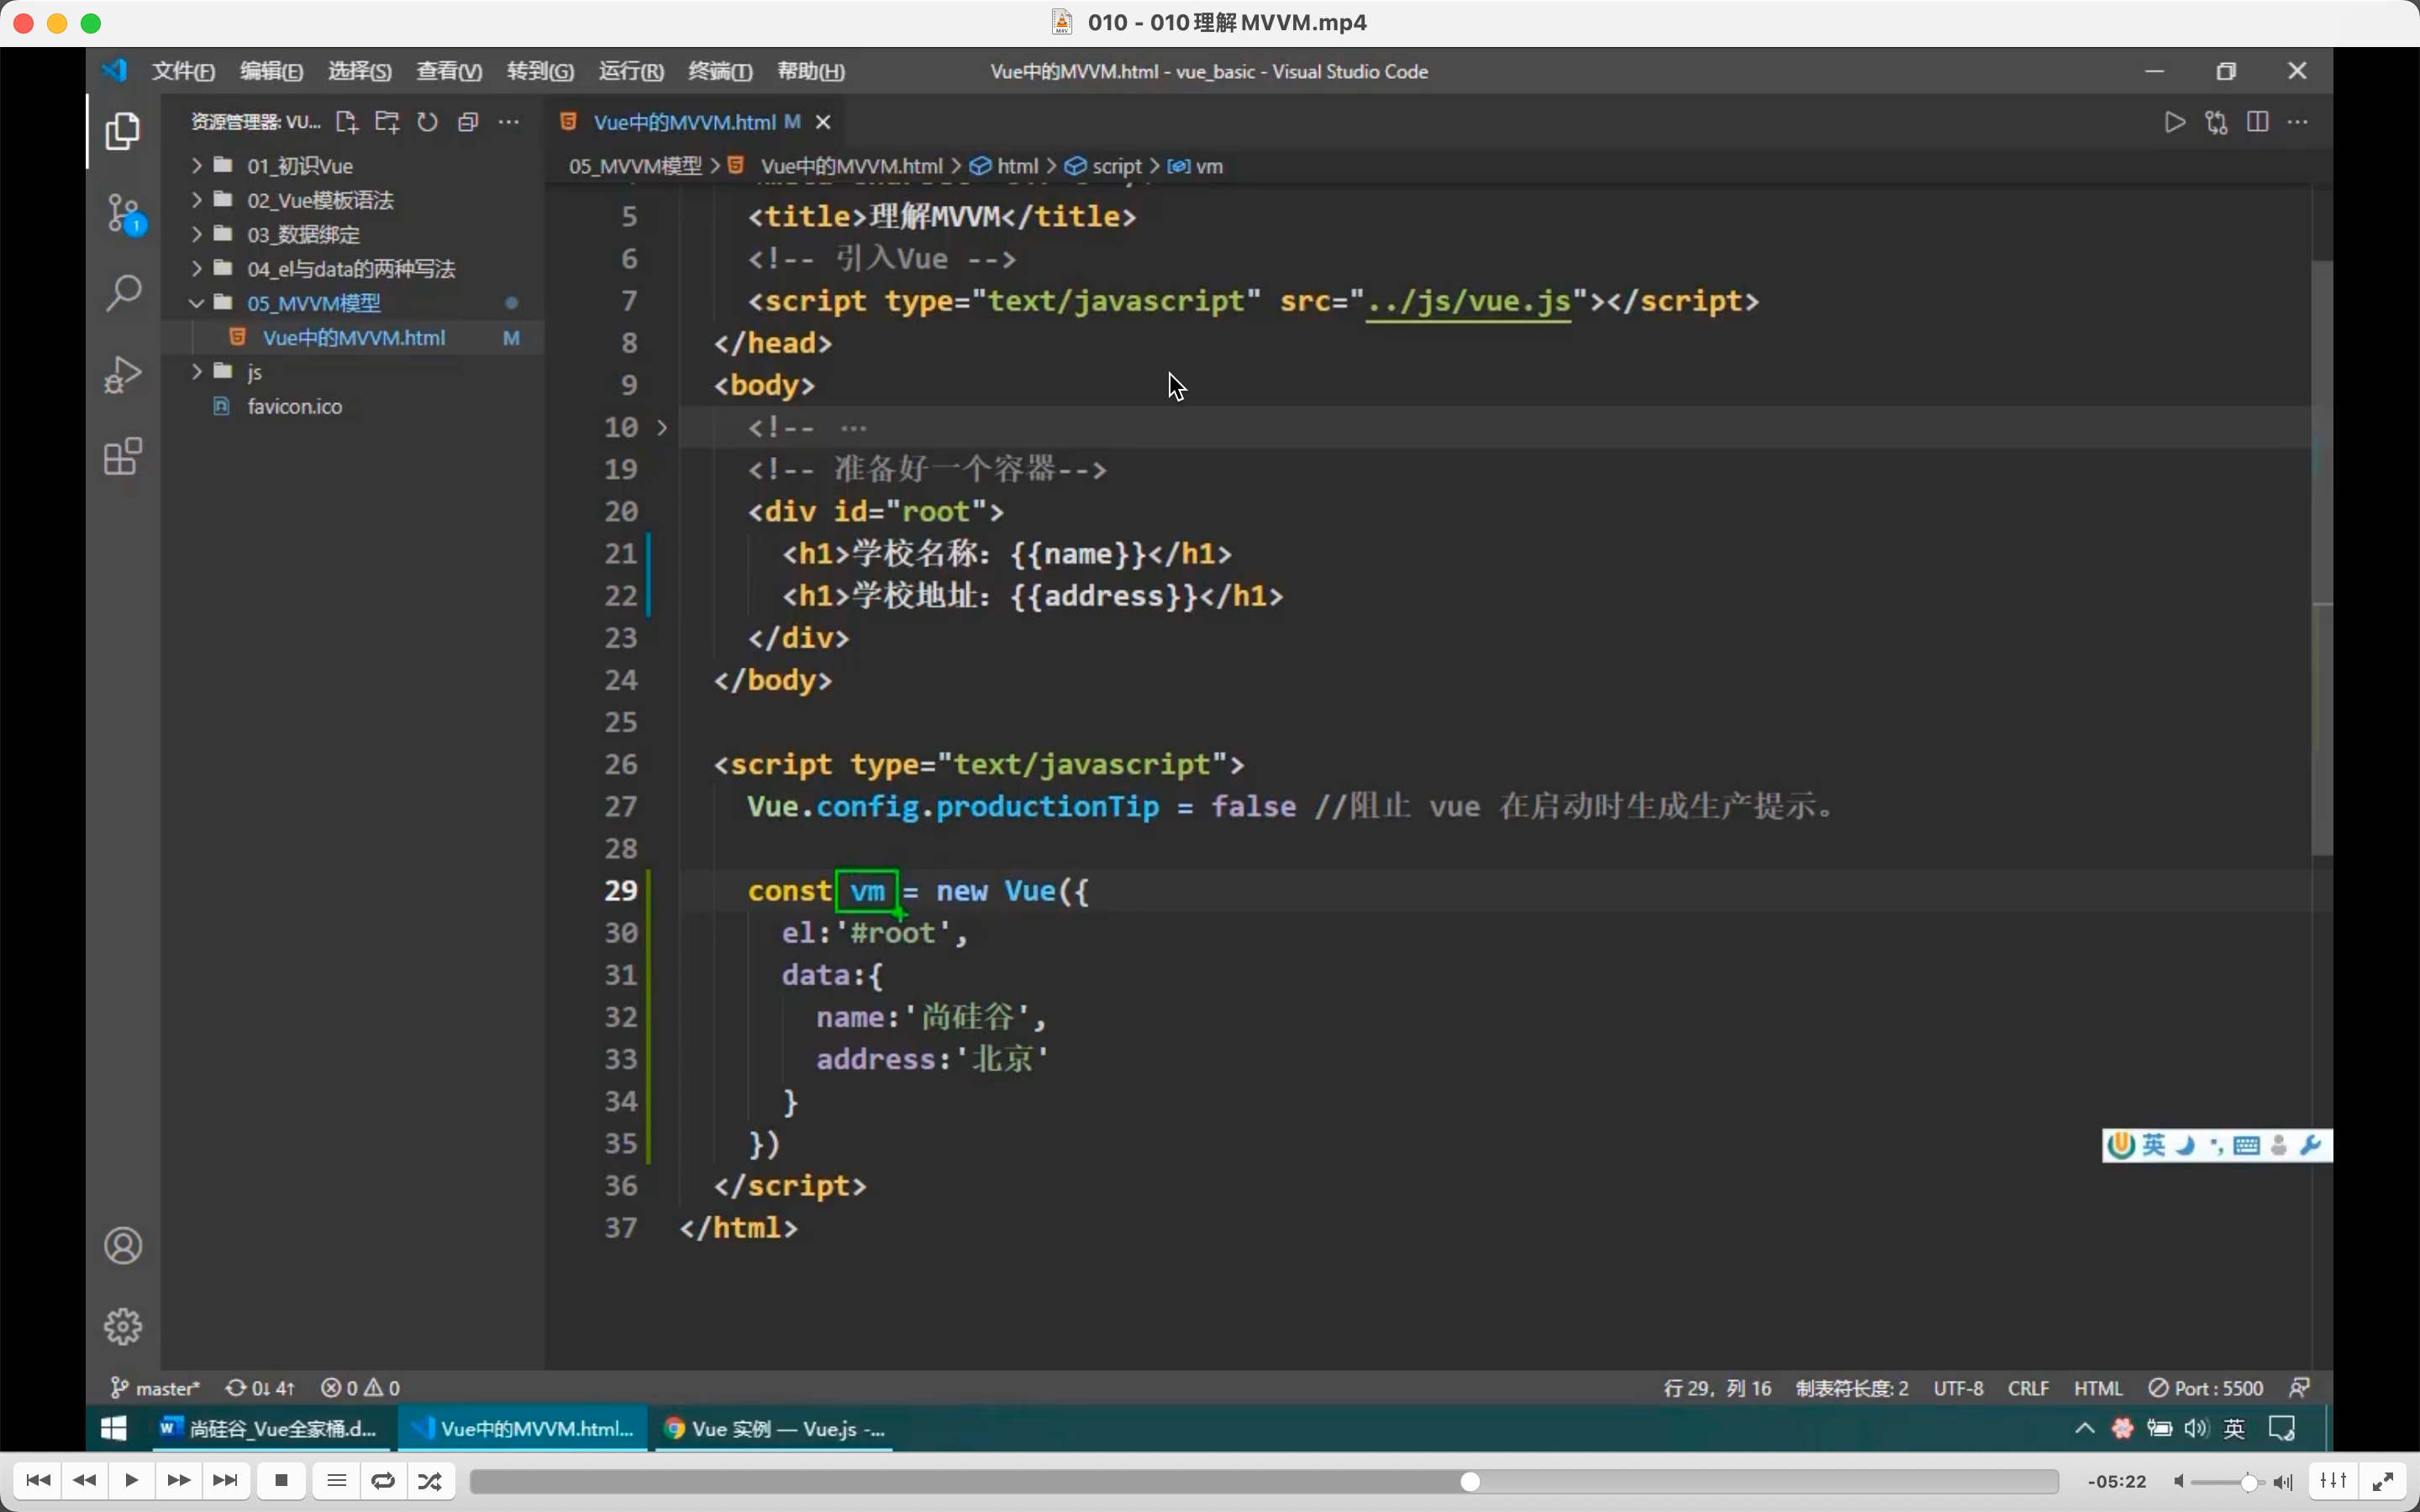 010 - 010理解MVVM.mp4
文件(F) 编辑(E) 选择(S) 查看(V) 转到(G) 运行(R) 终端(T) 帮助(H)
Vue中的MVVM.html - vue_basic - Visual Studio Code
资源管理器: VU...
Vue中的MVVM.html M
05_MVVM模型 > Vue中的MVVM.html > html > script > vm
01_初识Vue
02_Vue模板语法
03_数据绑定
04_el与data的两种写法
05_MVVM模型
Vue中的MVVM.html M
js
favicon.ico
1
5 <title>理解MVVM</title>
6 <!-- 引入Vue -->
7 <script type="text/javascript" src="../js/vue.js"></script>
8 </head>
9 <body>
10 <!-- ...
19 <!-- 准备好一个容器-->
20 <div id="root">
21 <h1>学校名称：{{name}}</h1>
22 <h1>学校地址：{{address}}</h1>
23 </div>
24 </body>
25
26 <script type="text/javascript">
27 Vue.config.productionTip = false //阻止 vue 在启动时生成生产提示。
28
29 const vm = new Vue({
30 el:'#root',
31 data:{
32 name:'尚硅谷',
33 address:'北京'
34 }
35 })
36 </script>
37 </html>
英
master* 0↓ 4↑ 0 0
行 29，列 16 制表符长度: 2 UTF-8 CRLF HTML Port : 5500
尚硅谷_Vue全家桶.d... Vue中的MVVM.html... Vue 实例 — Vue.js -...
英
-05:22